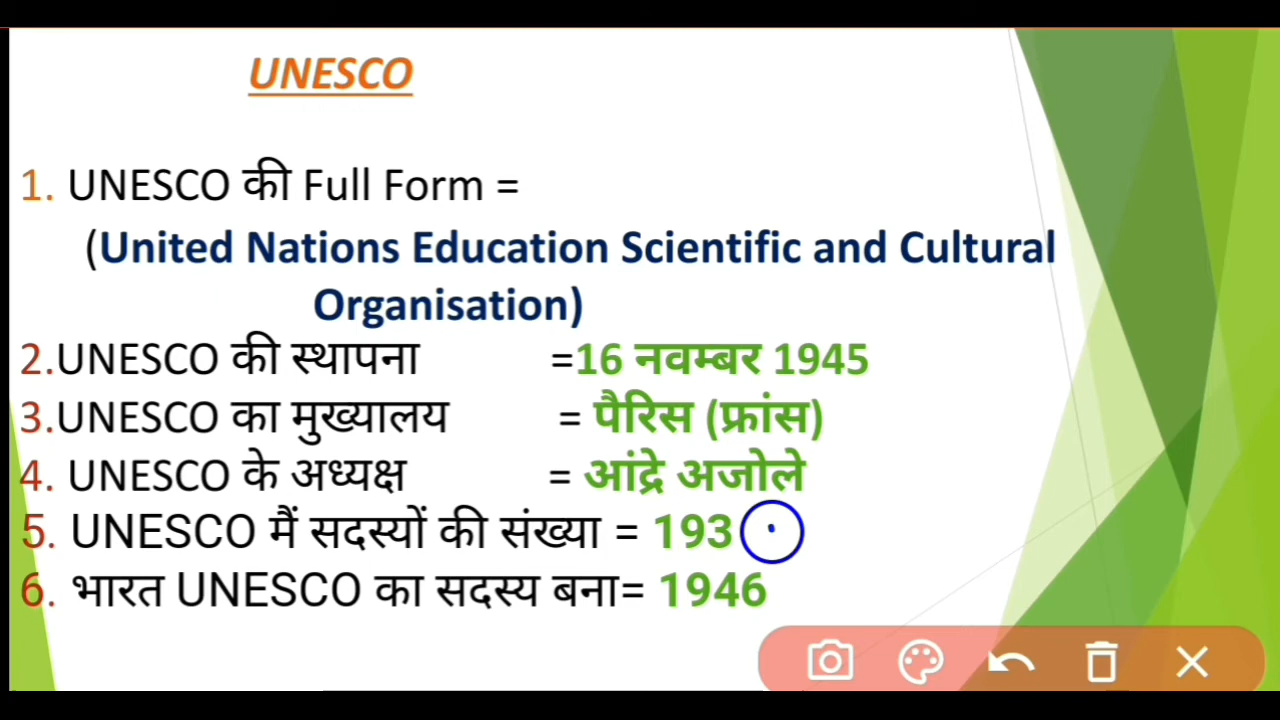 UNESCO
1. UNESCO की Full Form =
(United Nations Education Scientific and Cultural
Organisation)
2.UNESCO की स्थापना =16 नवम्बर 1945
3.UNESCO का मुख्यालय = पैरिस (फ्रांस)
4. UNESCO के अध्यक्ष = आंद्रे अजोले
5. UNESCO मैं सदस्यों की संख्या = 193
6. भारत UNESCO का सदस्य बना= 1946